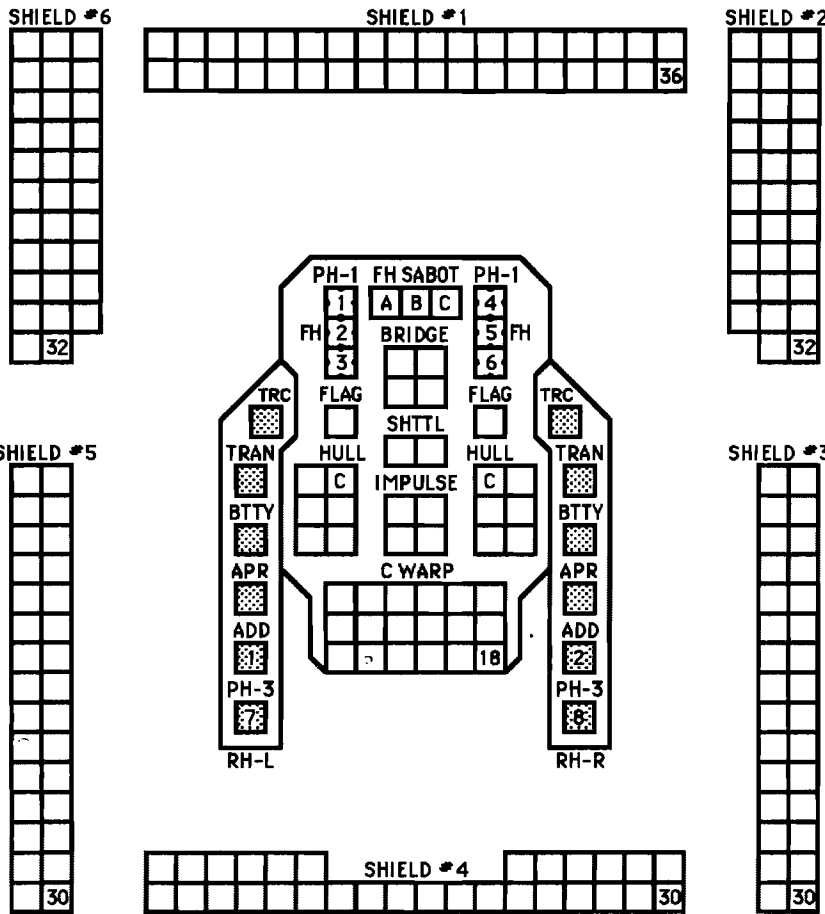 SHIELD #6
SHIELD #1
SHIELD #2
36
PH-1 FH SABOT PH-1
1 A B C 4
FH 2 BRIDGE 5 FH
3 6
32
32
TRC FLAG FLAG TRC
SHTTL
SHIELD #5
TRAN HULL HULL TRAN
SHIELD #3
C IMPULSE C
BTTY BTTY
APR C WARP APR
ADD ADD
1 18 2
PH-3 PH-3
7 8
RH-L RH-R
SHIELD #4
30 30 30